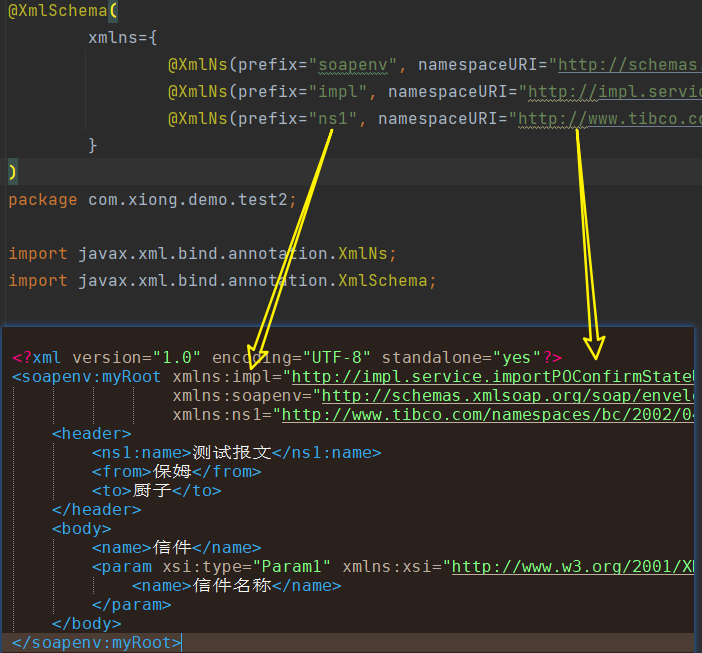 @XmlSchema(
xmlns={
@XmlNs(prefix="soapenv", namespaceURI="http://schemas.
@XmlNs(prefix="impl", namespaceURI="http://impl.servic
@XmlNs(prefix="ns1", namespaceURI="http://www.tibco.co
}
)
package com.xiong.demo.test2;
import javax.xml.bind.annotation.XmlNs;
import javax.xml.bind.annotation.XmlSchema;
<?xml version="1.0" encoding="UTF-8" standalone="yes"?>
<soapenv:myRoot xmlns:impl="http://impl.service.importPOConfirmState
xmlns:soapenv="http://schemas.xmlsoap.org/soap/envelo
xmlns:ns1="http://www.tibco.com/namespaces/bc/2002/04
<header>
<ns1:name>测试报文</ns1:name>
<from>保姆</from>
<to>厨子</to>
</header>
<body>
<name>信件</name>
<param xsi:type="Param1" xmlns:xsi="http://www.w3.org/2001/XM
<name>信件名称</name>
</param>
</body>
</soapenv:myRoot>